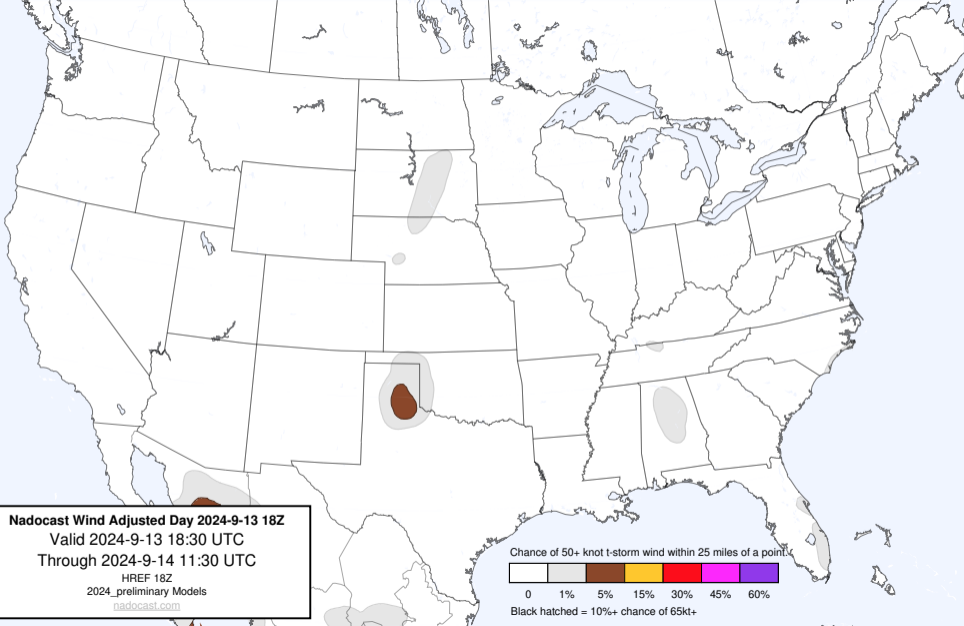 Nadocast Wind Adjusted Day 2024-9-13 18Z
Valid 2024-9-13 18:30 UTC
Through 2024-9-14 11:30 UTC
HREF 18Z
2024_preliminary Models
nadocast.com
Chance of 50+ knot t-storm wind within 25 miles of a point.
0 1% 5% 15% 30% 45% 60%
Black hatched = 10%+ chance of 65kt+